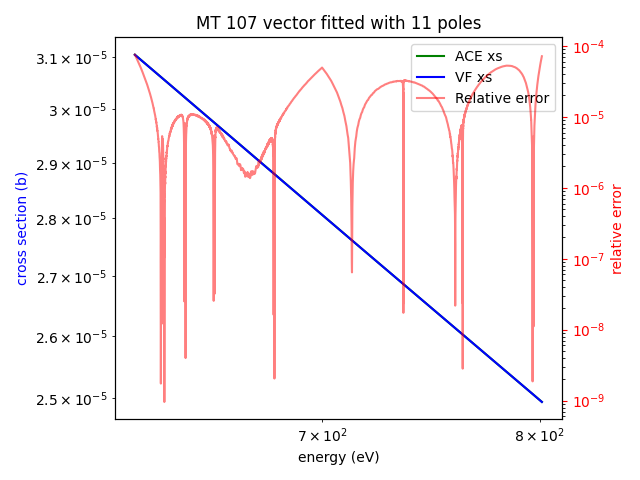 MT 107 vector fitted with 11 poles
ACE xs
VF xs
Relative error
cross section (b)
3.1 × 10⁻⁵
3 × 10⁻⁵
2.9 × 10⁻⁵
2.8 × 10⁻⁵
2.7 × 10⁻⁵
2.6 × 10⁻⁵
2.5 × 10⁻⁵
10⁻⁴
10⁻⁵
10⁻⁶
10⁻⁷
10⁻⁸
10⁻⁹
relative error
7 × 10² 8 × 10²
energy (eV)